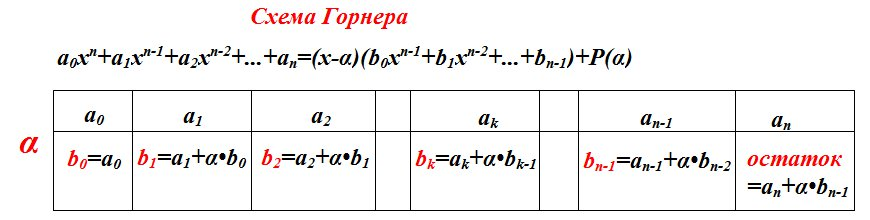 Схема Горнера
a₀xⁿ+a₁xⁿ⁻¹+a₂xⁿ⁻²+...+aₙ=(x-α)(b₀xⁿ⁻¹+b₁xⁿ⁻²+...+bₙ₋₁)+P(α)
a₀ a₁ a₂ aₖ aₙ₋₁ aₙ
α b₀=a₀ b₁=a₁+α•b₀ b₂=a₂+α•b₁ bₖ=aₖ+α•bₖ₋₁ bₙ₋₁=aₙ₋₁+α•bₙ₋₂ остаток
=aₙ+α•bₙ₋₁